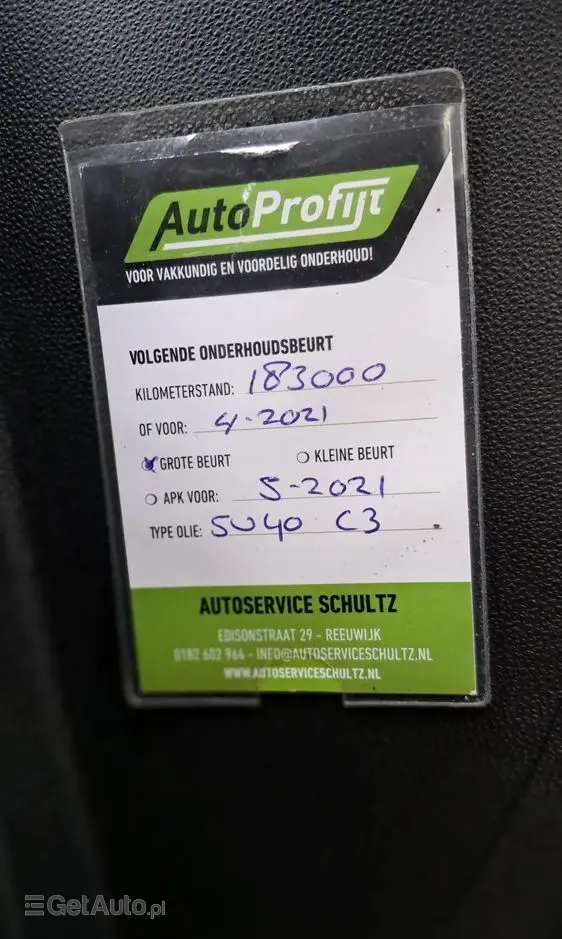 AutoProfijt
VOOR VAKKUNDIG EN VOORDELIG ONDERHOUD!
VOLGENDE ONDERHOUDSBEURT
KILOMETERSTAND: 183000
OF VOOR: 4-2021
GROTE BEURT KLEINE BEURT
APK VOOR: 5-2021
TYPE OLIE: 5W40 C3
AUTOSERVICE SCHULTZ
EDISONSTRAAT 29 - REEUWIJK
0182 602 964 - INFO@AUTOSERVICESCHULTZ.NL
WWW.AUTOSERVICESCHULTZ.NL
GetAuto.pl